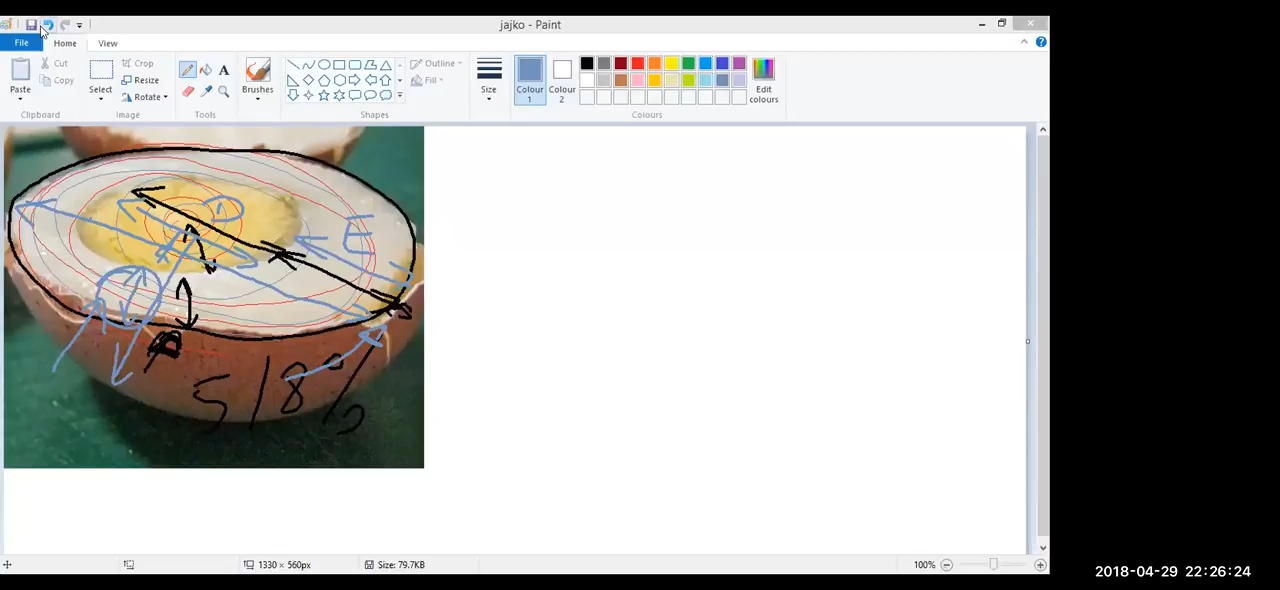 jajko - Paint
File Home View
Cut
Copy
Paste
Clipboard
Select
Crop
Resize
Rotate
Image
A
Tools
Brushes
Shapes
Outline
Fill
Size
Colour 1
Colour 2
Edit colours
Colours
D
E
518%
1330 × 560px
Size: 79.7KB
100%
2018-04-29 22:26:24